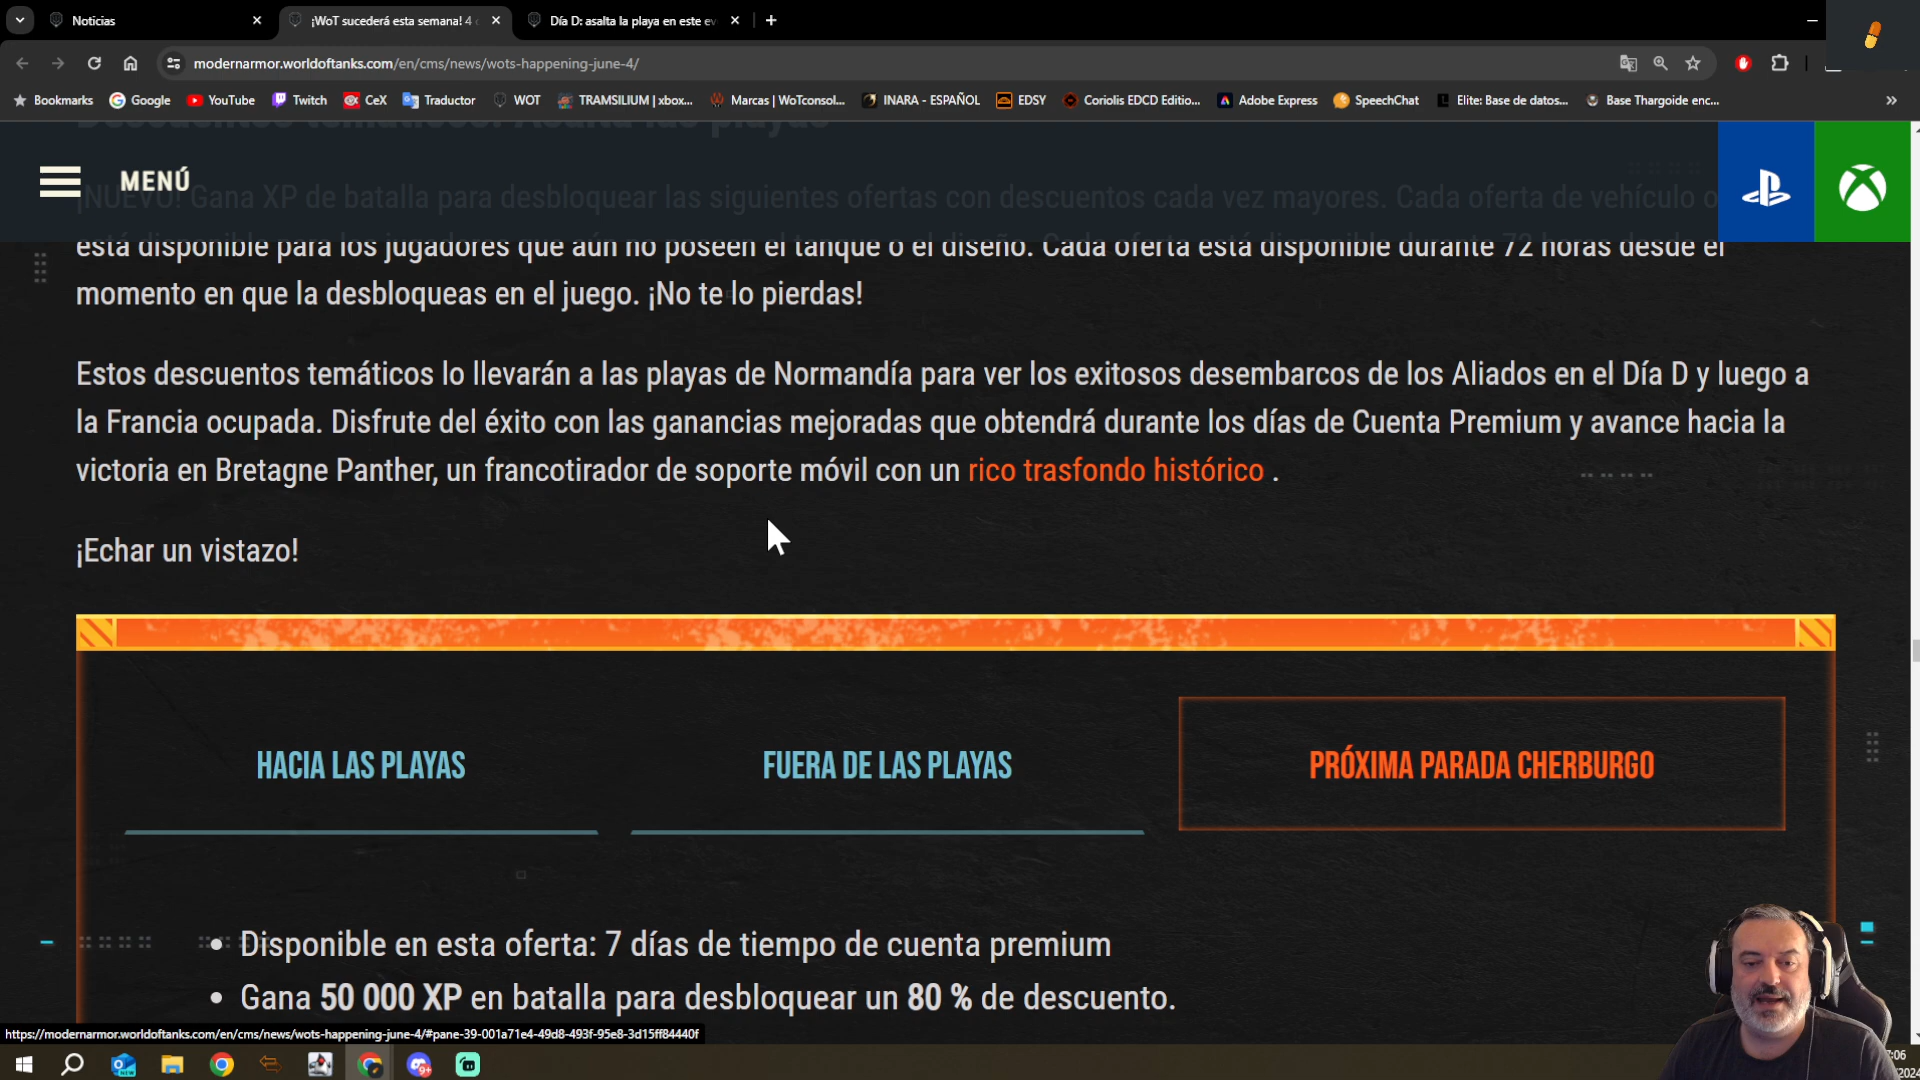 Noticias
¡WoT sucederá esta semana! 4
Día D: asalta la playa en este ev
modernarmor.worldoftanks.com/en/cms/news/wots-happening-june-4/
Bookmarks
Google
YouTube
Twitch
CeX
Traductor
WOT
TRAMSILIUM | xbox...
Marcas | WoTconsol...
INARA - ESPAÑOL
EDSY
Coriolis EDCD Editio...
Adobe Express
SpeechChat
Elite: Base de datos...
Base Thargoide enc...
Descuentos temáticos: Asalta las playas
MENÚ
¡NUEVO! Gana XP de batalla para desbloquear las siguientes ofertas con descuentos cada vez mayores. Cada oferta de vehículo o
está disponible para los jugadores que aún no poseen el tanque o el diseño. Cada oferta está disponible durante 72 horas desde el
momento en que la desbloqueas en el juego. ¡No te lo pierdas!
Estos descuentos temáticos lo llevarán a las playas de Normandía para ver los exitosos desembarcos de los Aliados en el Día D y luego a
la Francia ocupada. Disfrute del éxito con las ganancias mejoradas que obtendrá durante los días de Cuenta Premium y avance hacia la
victoria en Bretagne Panther, un francotirador de soporte móvil con un rico trasfondo histórico .
¡Echar un vistazo!
HACIA LAS PLAYAS
FUERA DE LAS PLAYAS
PRÓXIMA PARADA CHERBURGO
• Disponible en esta oferta: 7 días de tiempo de cuenta premium
• Gana 50 000 XP en batalla para desbloquear un 80 % de descuento.
https://modernarmor.worldoftanks.com/en/cms/news/wots-happening-june-4/#pane-39-001a71e4-49d8-493f-95e8-3d15ff84440f
9+
:06
2024